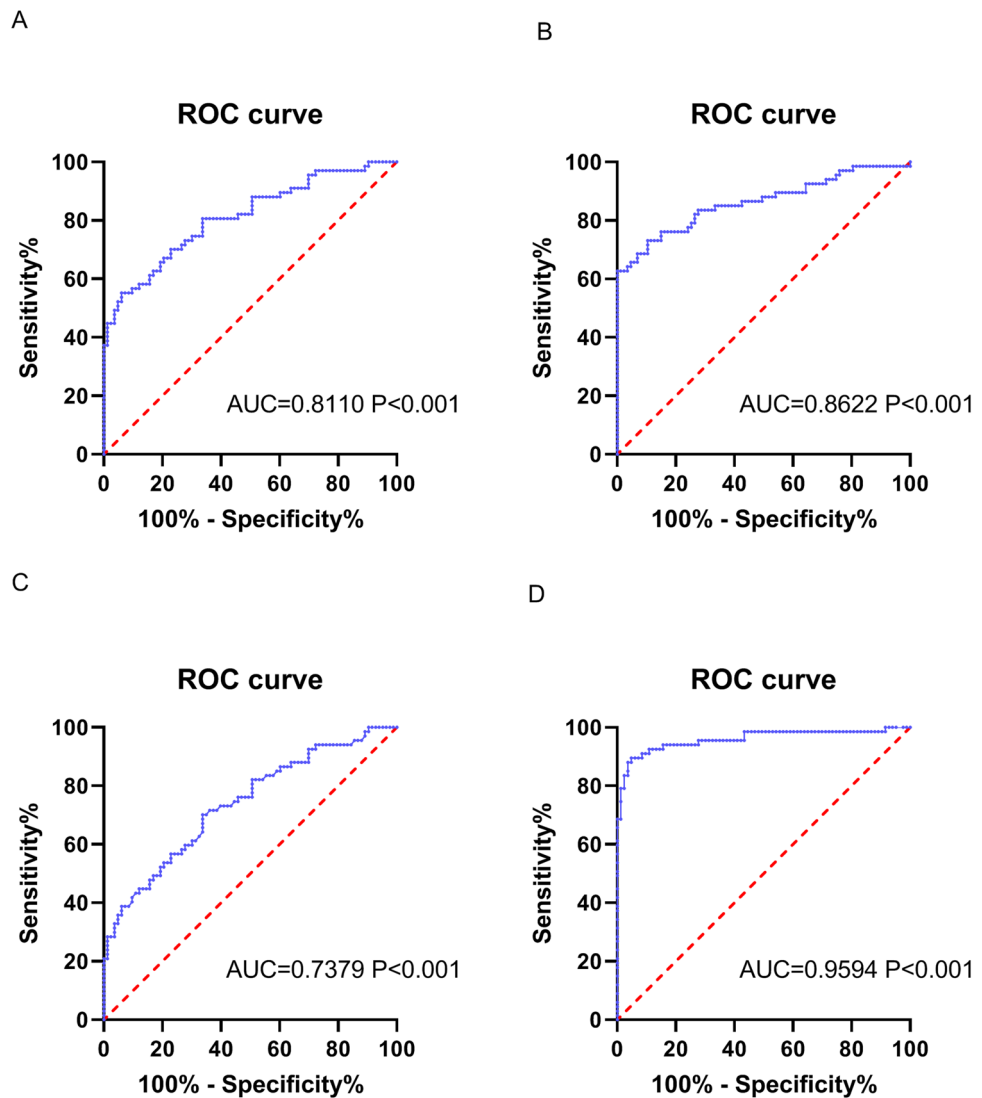 A
B
ROC curve
100
80
60
40
20
0
Sensitivity%
AUC=0.8110 P<0.001
0 20 40 60 80 100
100% - Specificity%
ROC curve
100
80
60
40
20
0
Sensitivity%
AUC=0.8622 P<0.001
0 20 40 60 80 100
100% - Specificity%
C
D
ROC curve
100
80
60
40
20
0
Sensitivity%
AUC=0.7379 P<0.001
0 20 40 60 80 100
100% - Specificity%
ROC curve
100
80
60
40
20
0
Sensitivity%
AUC=0.9594 P<0.001
0 20 40 60 80 100
100% - Specificity%